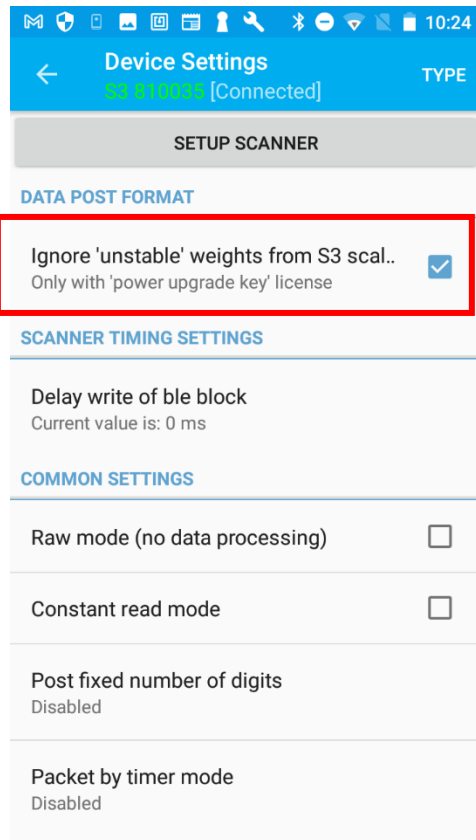 10:24
Device Settings
S3 810035 [Connected]
TYPE
SETUP SCANNER
DATA POST FORMAT
Ignore 'unstable' weights from S3 scal..
Only with 'power upgrade key' license
SCANNER TIMING SETTINGS
Delay write of ble block
Current value is: 0 ms
COMMON SETTINGS
Raw mode (no data processing)
Constant read mode
Post fixed number of digits
Disabled
Packet by timer mode
Disabled